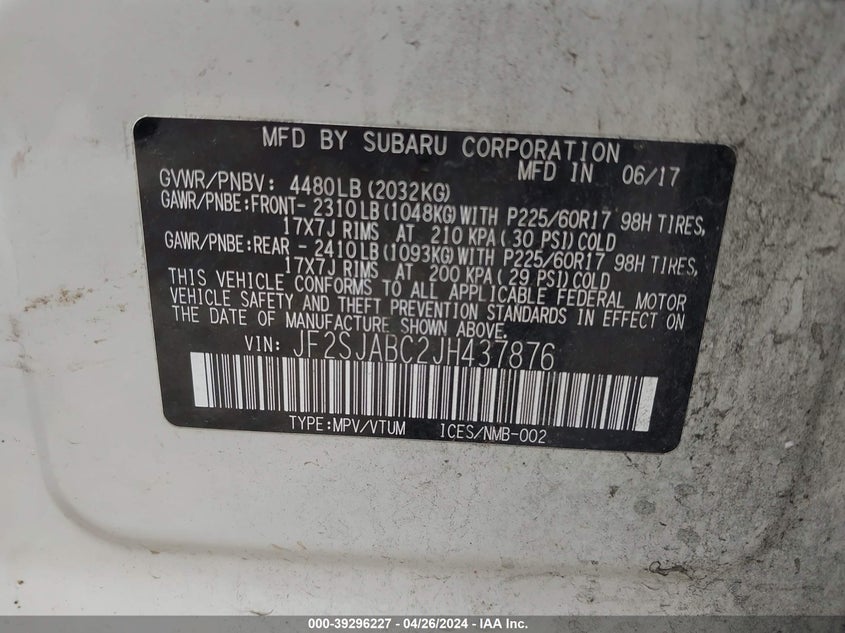 MFD BY SUBARU CORPORATION
MFD IN 06/17
GVWR/PNBV: 4480LB (2032KG)
GAWR/PNBE:FRONT- 2310LB (1048KG) WITH P225/60R17 98H TIRES,
17X7J RIMS AT 210 KPA (30 PSI) COLD
GAWR/PNBE:REAR - 2410LB (1093KG) WITH P225/60R17 98H TIRES,
17X7J RIMS AT 200 KPA (29 PSI) COLD
THIS VEHICLE CONFORMS TO ALL APPLICABLE FEDERAL MOTOR
VEHICLE SAFETY AND THEFT PREVENTION STANDARDS IN EFFECT ON
THE DATE OF MANUFACTURE SHOWN ABOVE.
VIN: JF2SJABC2JH437876
TYPE:MPV/VTUM ICES/NMB-002
000-39296227 - 04/26/2024 - IAA Inc.